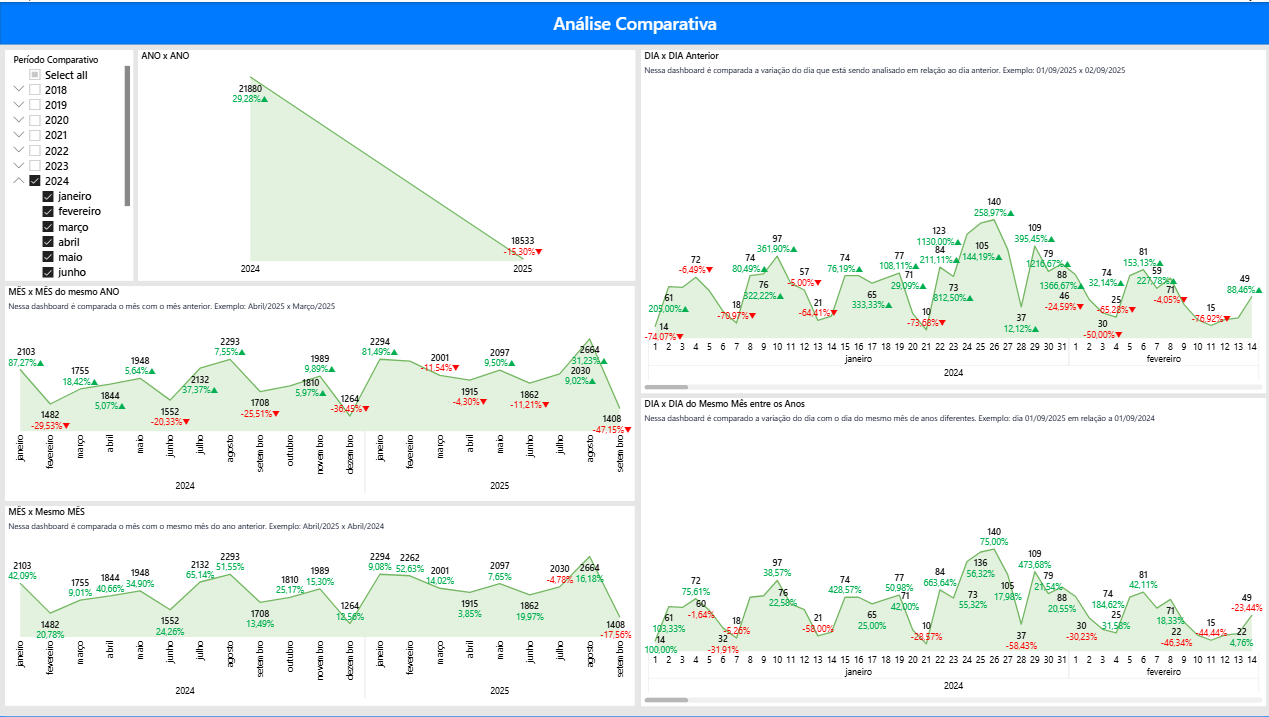 Análise Comparativa
Período Comparativo
Select all
2018
2019
2020
2021
2022
2023
2024
janeiro
fevereiro
março
abril
maio
junho
ANO x ANO
21880
29,28%▲
18533
-15,30%▼
2024 2025
MÊS x MÊS do mesmo ANO
Nessa dashboard é comparada o mês com o mês anterior. Exemplo: Abril/2025 x Março/2025
2103 1482 1755 1844 1948 1552 2132 2293 1708 1810 1989 1264 2294 2001 1915 2097 1862 2030 2664 1408
87,27%▲ -29,53%▼ 18,42%▲ 5,07%▲ 5,64%▲ -20,33%▼ 37,37%▲ 7,55%▲ -25,51%▼ 5,97%▲ 9,89%▲ -36,45%▼ 81,49%▲ -11,54%▼ -4,30%▼ 9,50%▲ -11,21%▼ 9,02%▲ 31,23%▲ -47,15%▼
janeiro fevereiro março abril maio junho julho agosto setembro outubro novembro dezembro janeiro fevereiro março abril maio junho julho agosto setembro
2024 2025
MÊS x Mesmo MÊS
Nessa dashboard é comparada o mês com o mesmo mês do ano anterior. Exemplo: Abril/2025 x Abril/2024
2103 1482 1755 1844 1948 1552 2132 2293 1708 1810 1989 1264 2294 2262 2001 1915 2097 1862 2030 2664 1408
42,09% 20,78% 9,01% 40,66% 34,90% 24,26% 65,14% 51,55% 13,49% 25,17% 15,30% 12,56% 9,08% 52,63% 14,02% 3,85% 7,65% 19,97% -4,78% 16,18% -17,56%
janeiro fevereiro março abril maio junho julho agosto setembro outubro novembro dezembro janeiro fevereiro março abril maio junho julho agosto setembro
2024 2025
DIA x DIA Anterior
Nessa dashboard é comparada a variação do dia que está sendo analisado em relação ao dia anterior. Exemplo: 01/09/2025 x 02/09/2025
14 61 72 18 74 76 97 57 21 74 65 77 71 10 123 84 73 105 140 37 109 79 88 46 74 30 25 81 59 71 15 49
-74,07%▼ 205,00%▲ -6,49%▼ -70,97%▼ 80,49%▲ 322,22%▲ 361,90%▲ -5,00%▼ -64,41%▼ 76,19%▲ 333,33%▲ 108,11%▲ 29,09%▲ -73,68%▼ 1130,00%▲ 211,11%▲ 812,50%▲ 144,19%▲ 258,97%▲ 12,12%▲ 395,45%▲ 1216,67%▲ 1366,67%▲ -24,59%▼ 32,14%▲ -50,00%▼ -65,28%▼ 153,13%▲ 227,78%▲ -4,05%▼ -76,92%▼ 88,46%▲
1 2 3 4 5 6 7 8 9 10 11 12 13 14 15 16 17 18 19 20 21 22 23 24 25 26 27 28 29 30 31 1 2 3 4 5 6 7 8 9 10 11 12 13 14
janeiro fevereiro
2024
DIA x DIA do Mesmo Mês entre os Anos
Nessa dashboard é comparado a variação do dia com o dia do mesmo mês de anos diferentes. Exemplo: dia 01/09/2025 em relação a 01/09/2024
14 61 72 60 32 18 97 76 21 74 65 77 71 10 84 73 136 140 105 37 109 79 88 30 74 25 81 71 22 15 22 49
100,00% 103,33% 75,61% -1,64% -31,91% -5,26% 38,57% 22,58% -58,00% 428,57% 25,00% 50,98% 42,00% -28,57% 663,64% 55,32% 56,32% 75,00% 17,98% -58,43% 473,68% 21,54% 20,55% -30,23% 184,62% 31,58% 42,11% 18,33% -46,34% -44,44% 4,76% -23,44%
1 2 3 4 5 6 7 8 9 10 11 12 13 14 15 16 17 18 19 20 21 22 23 24 25 26 27 28 29 30 31 1 2 3 4 5 6 7 8 9 10 11 12 13 14
janeiro fevereiro
2024